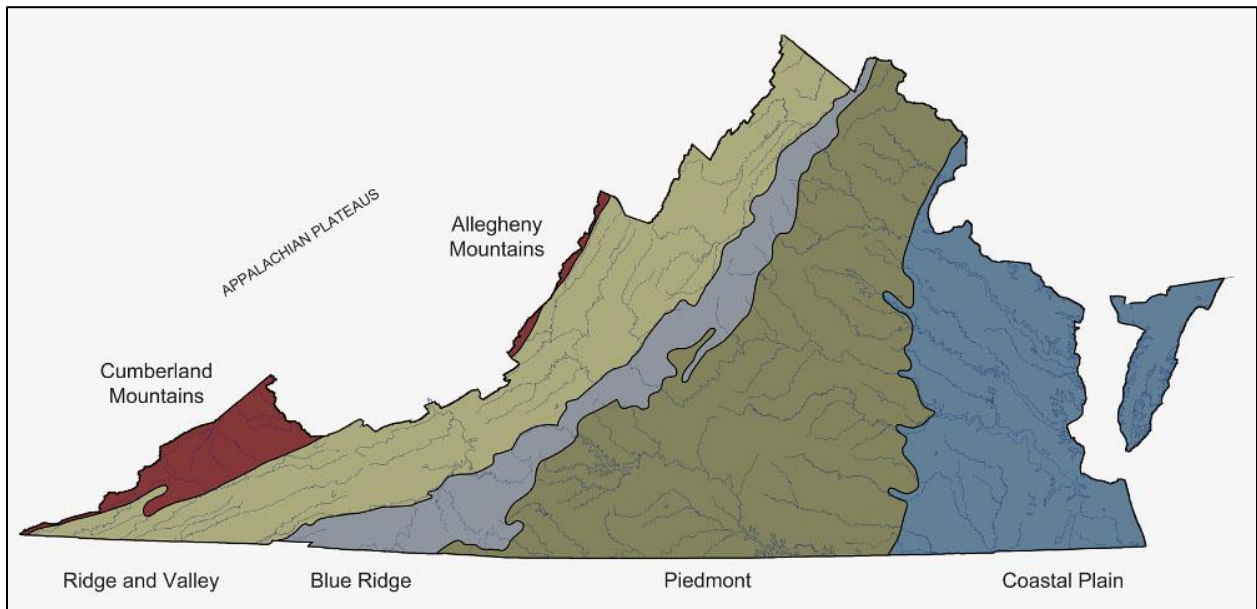 APPALACHIAN PLATEAUS
Allegheny
Mountains
Cumberland
Mountains
Ridge and Valley
Blue Ridge
Piedmont
Coastal Plain